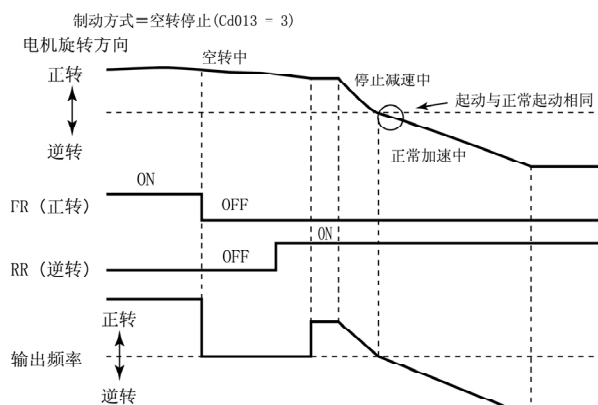 制动方式＝空转停止(Cd013 = 3)
电机旋转方向
空转中
正转
停止减速中
起动与正常起动相同
逆转
正常加速中
ON
FR（正转）
OFF
ON
RR（逆转）
OFF
正转
输出频率
逆转